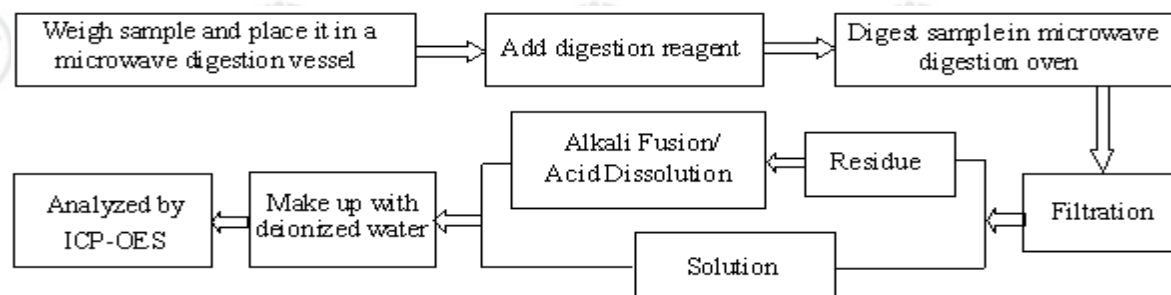 Weigh sample and place it in a
microwave digestion vessel
Add digestion reagent
Digest sample in microwave
digestion oven
Alkali Fusion/
Acid Dissolution
Residue
Filtration
Analyzed by
ICP-OES
Make up with
deionized water
Solution